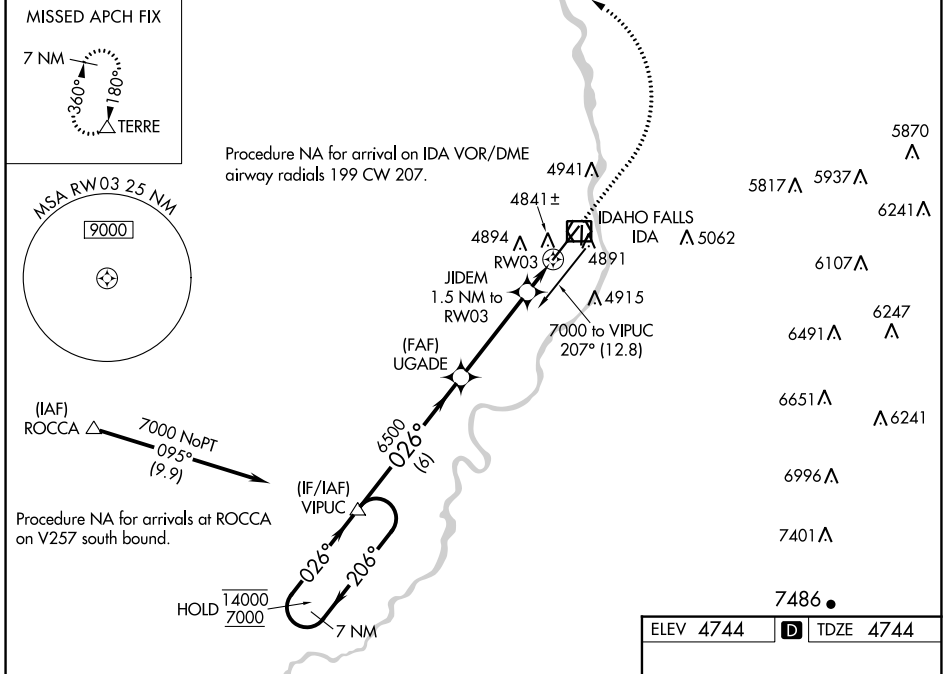 MISSED APCH FIX
7 NM
360°
180°
TERRE
MSA RW03 25 NM
9000
Procedure NA for arrival on IDA VOR/DME
airway radials 199 CW 207.
4941
4841±
4894
RW03
IDAHO FALLS
IDA
5062
4891
4915
JIDEM
1.5 NM to
RW03
7000 to VIPUC
207° (12.8)
(FAF)
UGADE
5870
5817
5937
6241
6107
6247
6491
6651
6241
6996
7401
7486
(IAF)
ROCCA
7000 NoPT
095°
(9.9)
6500
026°
(6)
(IF/IAF)
VIPUC
Procedure NA for arrivals at ROCCA
on V257 south bound.
026°
206°
HOLD
14000
7000
7 NM
ELEV 4744
D
TDZE 4744